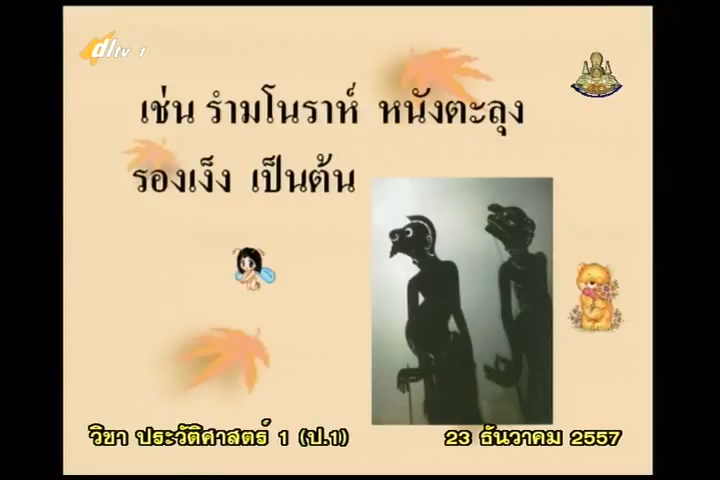 dltv 1
เช่น รำมโนราห์ หนังตะลุง
รองเง็ง เป็นต้น
วิชา ประวัติศาสตร์ 1 (ป.1)
23 ธันวาคม 2557